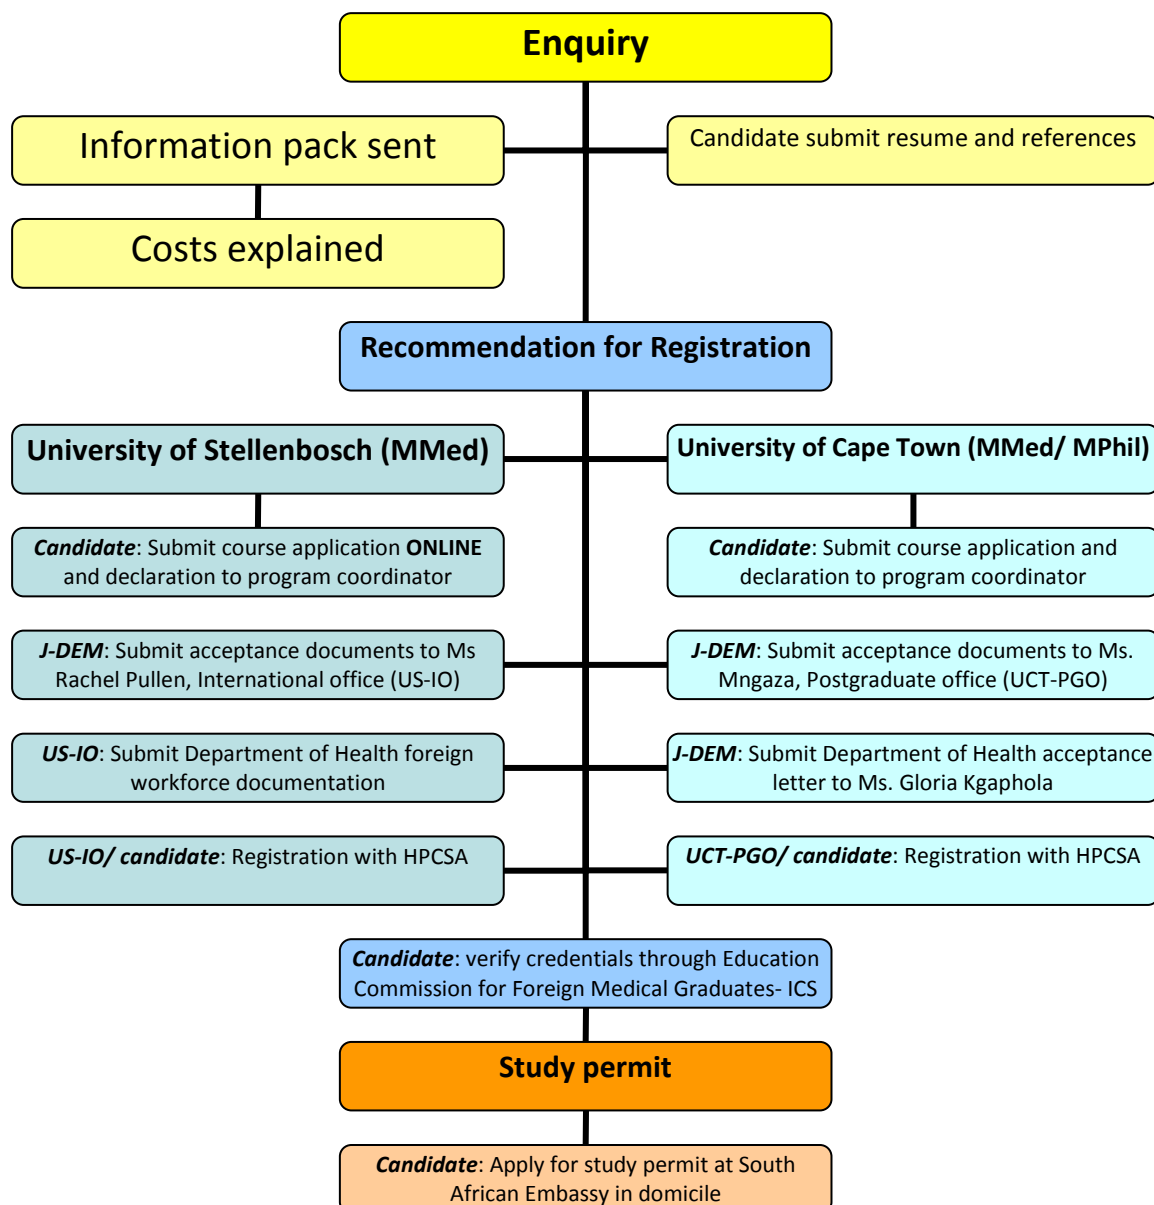 Enquiry
Information pack sent
Candidate submit resume and references
Costs explained
Recommendation for Registration
University of Stellenbosch (MMed)
University of Cape Town (MMed/ MPhil)
Candidate: Submit course application ONLINE
and declaration to program coordinator
Candidate: Submit course application and
declaration to program coordinator
J-DEM: Submit acceptance documents to Ms
Rachel Pullen, International office (US-IO)
J-DEM: Submit acceptance documents to Ms.
Mngaza, Postgraduate office (UCT-PGO)
US-IO: Submit Department of Health foreign
workforce documentation
J-DEM: Submit Department of Health acceptance
letter to Ms. Gloria Kgaphola
US-IO/ candidate: Registration with HPCSA
UCT-PGO/ candidate: Registration with HPCSA
Candidate: verify credentials through Education
Commission for Foreign Medical Graduates- ICS
Study permit
Candidate: Apply for study permit at South
African Embassy in domicile